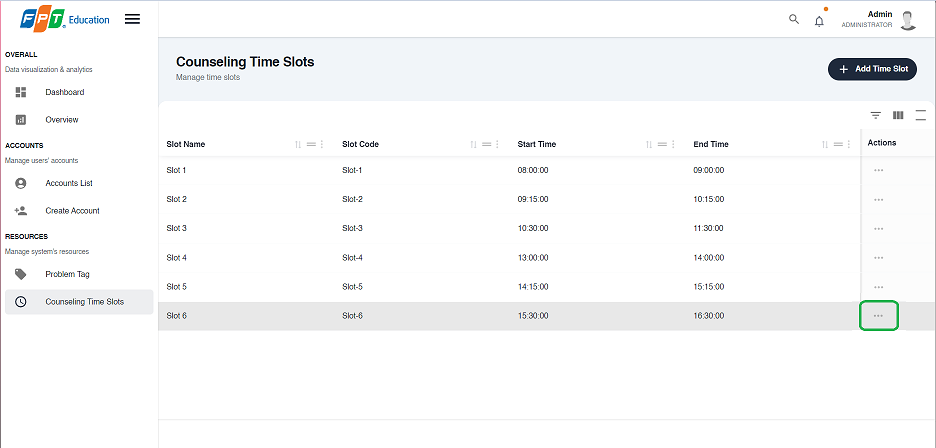 FPT Education
Admin
ADMINISTRATOR
OVERALL
Data visualization & analytics
Dashboard
Overview
ACCOUNTS
Manage users' accounts
Accounts List
Create Account
RESOURCES
Manage system's resources
Problem Tag
Counseling Time Slots
Counseling Time Slots
Manage time slots
+ Add Time Slot
Slot Name Slot Code Start Time End Time Actions
Slot 1 Slot-1 08:00:00 09:00:00 ...
Slot 2 Slot-2 09:15:00 10:15:00 ...
Slot 3 Slot-3 10:30:00 11:30:00 ...
Slot 4 Slot-4 13:00:00 14:00:00 ...
Slot 5 Slot-5 14:15:00 15:15:00 ...
Slot 6 Slot-6 15:30:00 16:30:00 ...